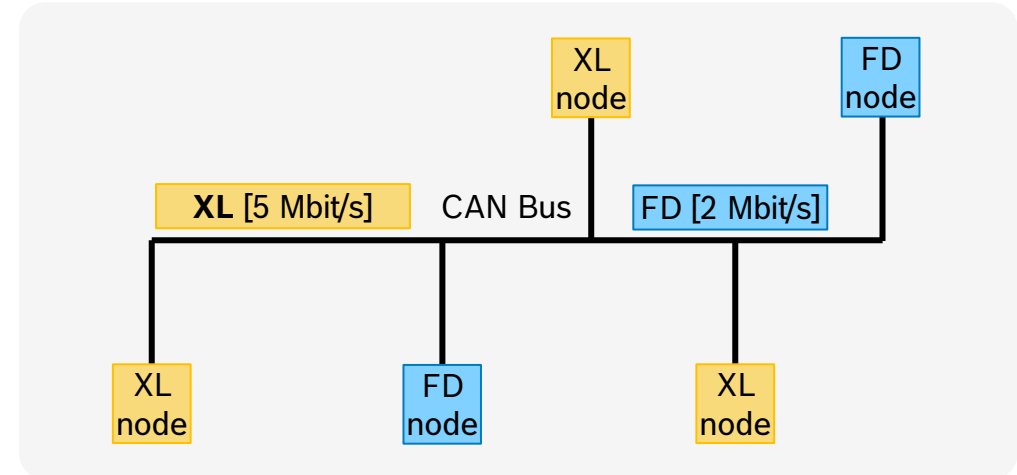 XL
node
FD
node
XL [5 Mbit/s]
CAN Bus
FD [2 Mbit/s]
XL
node
FD
node
XL
node